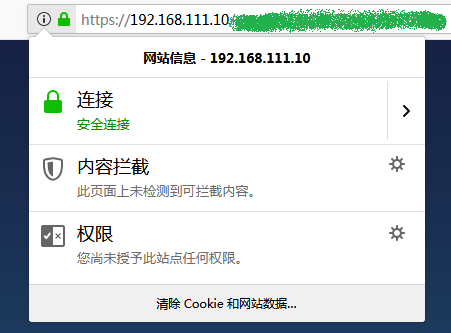 https://192.168.111.10
网站信息 - 192.168.111.10
连接
安全连接
内容拦截
此页面上未检测到可拦截内容。
权限
您尚未授予此站点任何权限。
清除 Cookie 和网站数据...